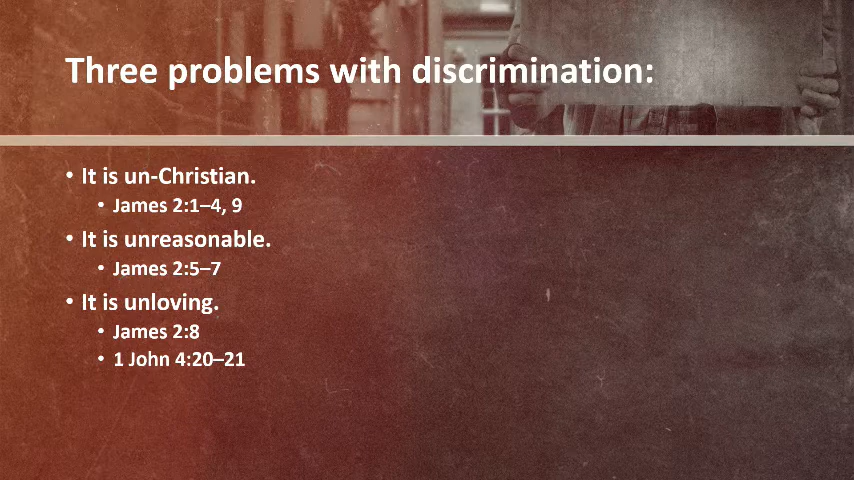 Three problems with discrimination:
• It is un-Christian.
• James 2:1–4, 9
• It is unreasonable.
• James 2:5–7
• It is unloving.
• James 2:8
• 1 John 4:20–21